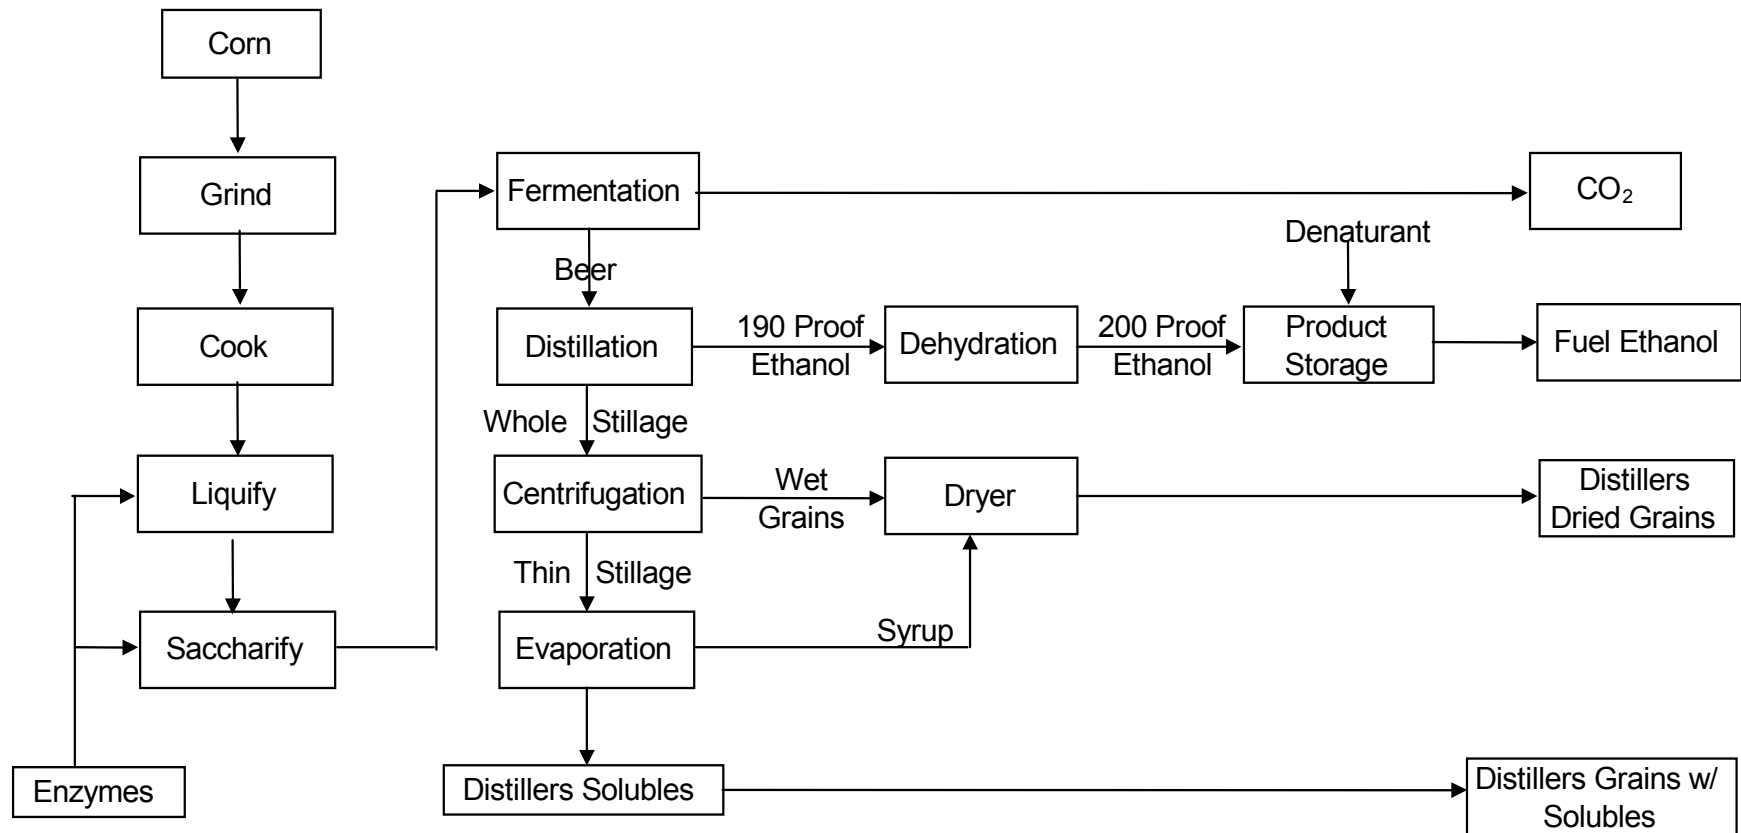 Corn
Grind
Cook
Liquify
Saccharify
Enzymes
Fermentation
CO₂
Beer
Denaturant
Distillation
190 Proof
Ethanol
Dehydration
200 Proof
Ethanol
Product
Storage
Fuel Ethanol
Whole Stillage
Centrifugation
Wet
Grains
Dryer
Distillers
Dried Grains
Thin Stillage
Evaporation
Syrup
Distillers Solubles
Distillers Grains w/
Solubles